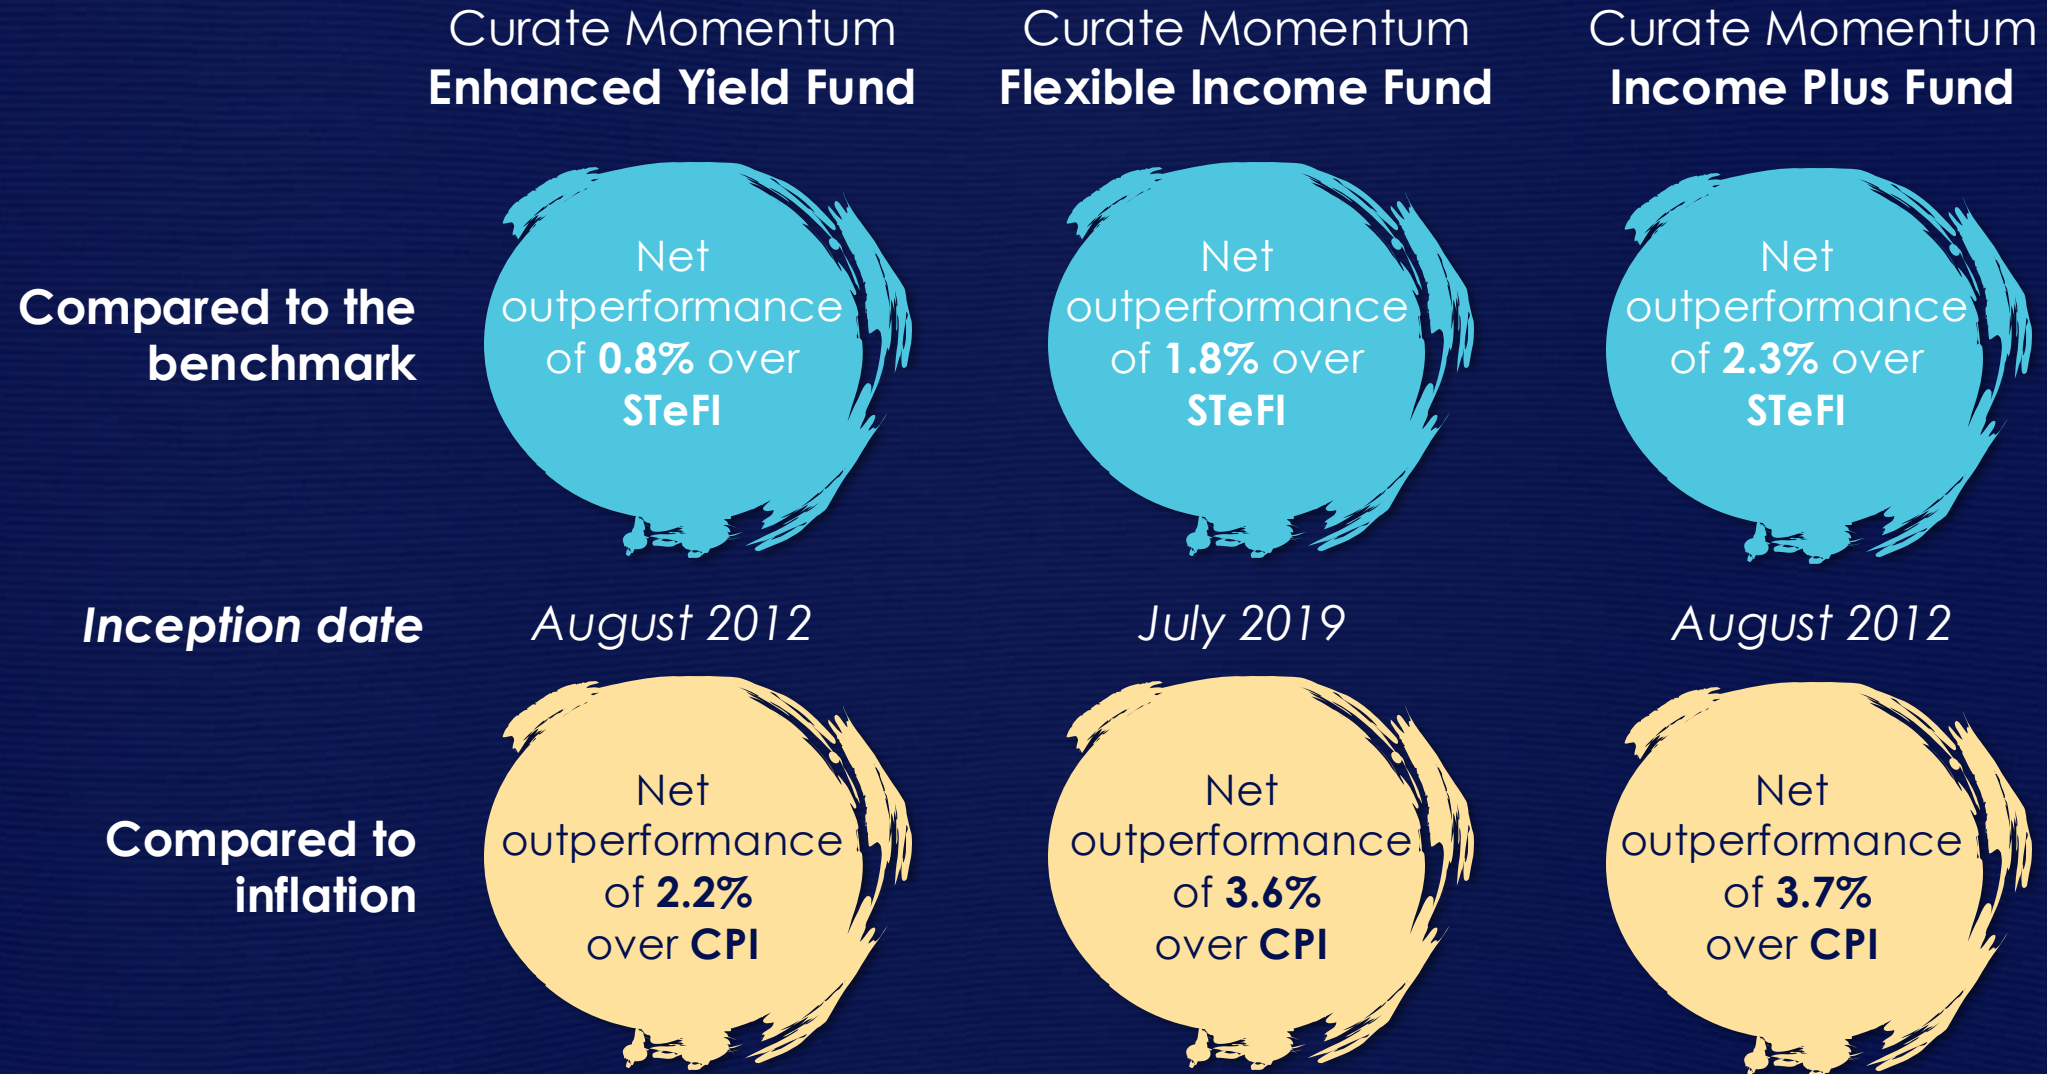 Curate Momentum
Enhanced Yield Fund
Curate Momentum
Flexible Income Fund
Curate Momentum
Income Plus Fund
Compared to the
benchmark
Net
outperformance
of 0.8% over
STeFI
Net
outperformance
of 1.8% over
STeFI
Net
outperformance
of 2.3% over
STeFI
Inception date
August 2012
July 2019
August 2012
Compared to
inflation
Net
outperformance
of 2.2%
over CPI
Net
outperformance
of 3.6%
over CPI
Net
outperformance
of 3.7%
over CPI